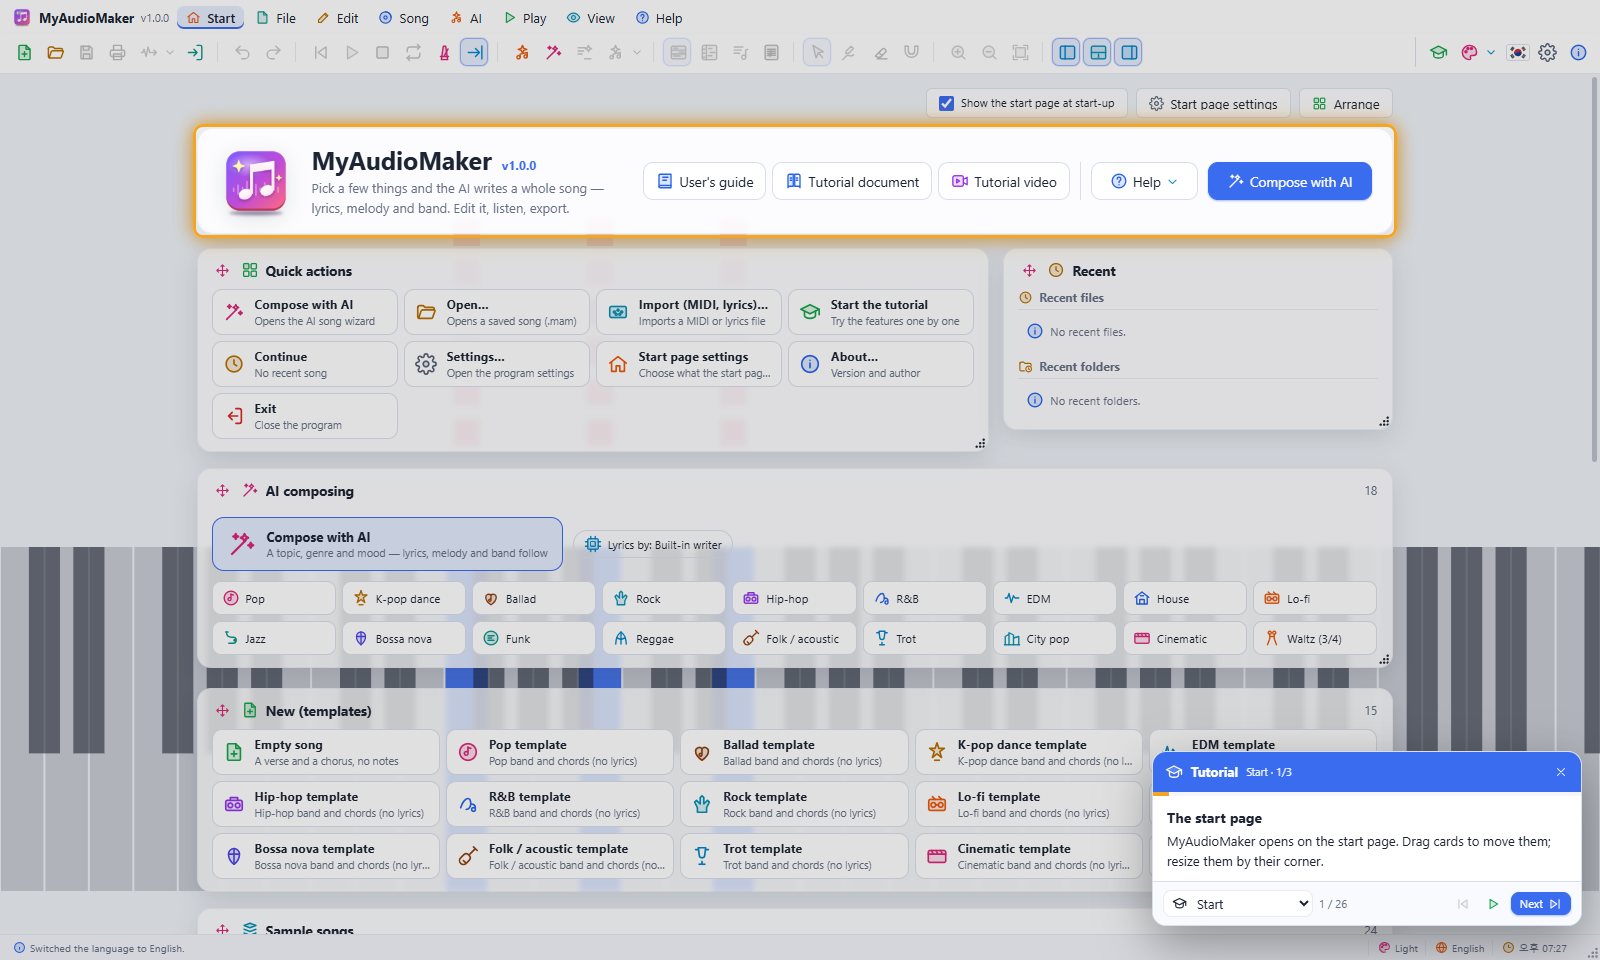 MyAudioMaker v1.0.0 Start File Edit Song AI Play View Help
Show the start page at start-up
Start page settings
Arrange
MyAudioMaker v1.0.0
Pick a few things and the AI writes a whole song —
lyrics, melody and band. Edit it, listen, export.
User's guide
Tutorial document
Tutorial video
Help
Compose with AI
Quick actions
Compose with AI
Opens the AI song wizard
Open...
Opens a saved song (.mam)
Import (MIDI, lyrics)...
Imports a MIDI or lyrics file
Start the tutorial
Try the features one by one
Continue
No recent song
Settings...
Open the program settings
Start page settings
Choose what the start pag...
About...
Version and author
Exit
Close the program
Recent
Recent files
No recent files.
Recent folders
No recent folders.
AI composing
18
Compose with AI
A topic, genre and mood — lyrics, melody and band follow
Lyrics by: Built-in writer
Pop
K-pop dance
Ballad
Rock
Hip-hop
R&B
EDM
House
Lo-fi
Jazz
Bossa nova
Funk
Reggae
Folk / acoustic
Trot
City pop
Cinematic
Waltz (3/4)
New (templates)
15
Empty song
A verse and a chorus, no notes
Pop template
Pop band and chords (no lyrics)
Ballad template
Ballad band and chords (no lyrics)
K-pop dance template
K-pop dance band and chords (no l...
EDM template
Hip-hop template
Hip-hop band and chords (no lyrics)
R&B template
R&B band and chords (no lyrics)
Rock template
Rock band and chords (no lyrics)
Lo-fi template
Lo-fi band and chords (no lyrics)
Bossa nova template
Bossa nova band and chords (no lyr...
Folk / acoustic template
Folk / acoustic band and chords (no...
Trot template
Trot band and chords (no lyrics)
Cinematic template
Cinematic band and chords (no lyri...
Sample songs
24
Tutorial Start · 1/3
The start page
MyAudioMaker opens on the start page. Drag cards to move them;
resize them by their corner.
Start
1 / 26
Next
Switched the language to English.
Light
English
오후 07:27